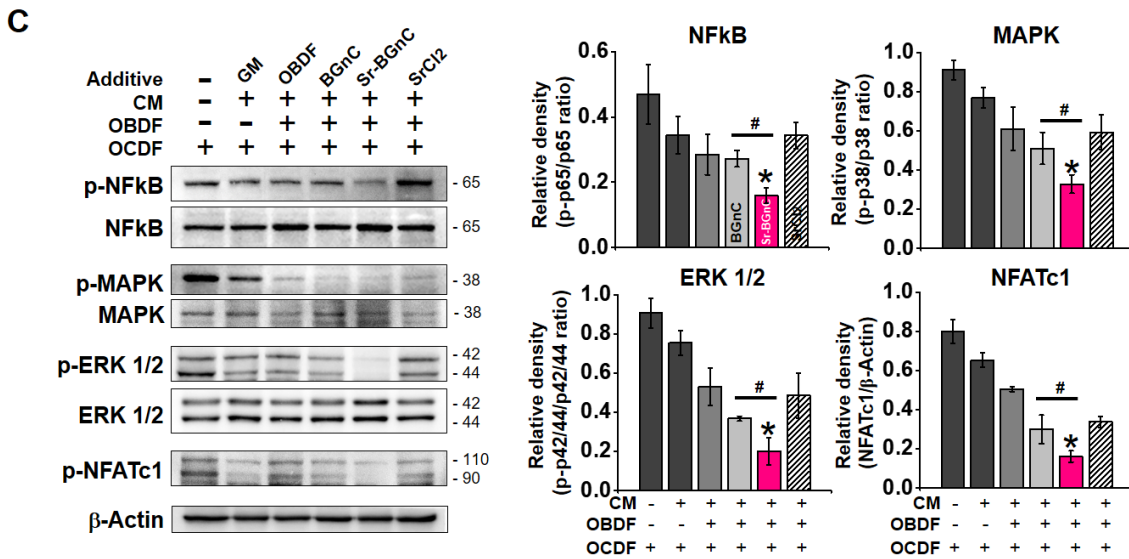 C
Additive - GM OBDF BGnC Sr-BGnC SrCl2
CM - + + + + +
OBDF - - + + + +
OCDF + + + + + +
p-NFkB - 65
NFkB - 65
p-MAPK - 38
MAPK - 38
p-ERK 1/2 - 42
- 44
ERK 1/2 - 42
- 44
p-NFATc1 - 110
- 90
β-Actin
NFkB
Relative density
(p-p65/p65 ratio)
0.6
0.4
0.2
0.0
#
*
BGnC
Sr-BGnC
SrCl2
MAPK
Relative density
(p-p38/p38 ratio)
1.0
0.8
0.6
0.4
0.2
0.0
#
*
ERK 1/2
Relative density
(p-p42/44/p42/44 ratio)
1.0
0.8
0.6
0.4
0.2
0.0
#
*
CM - + + + + +
OBDF - - + + + +
OCDF + + + + + +
NFATc1
Relative density
(NFATc1/β-Actin)
1.0
0.8
0.6
0.4
0.2
0.0
#
*
- + + + + +
- - + + + +
+ + + + + +